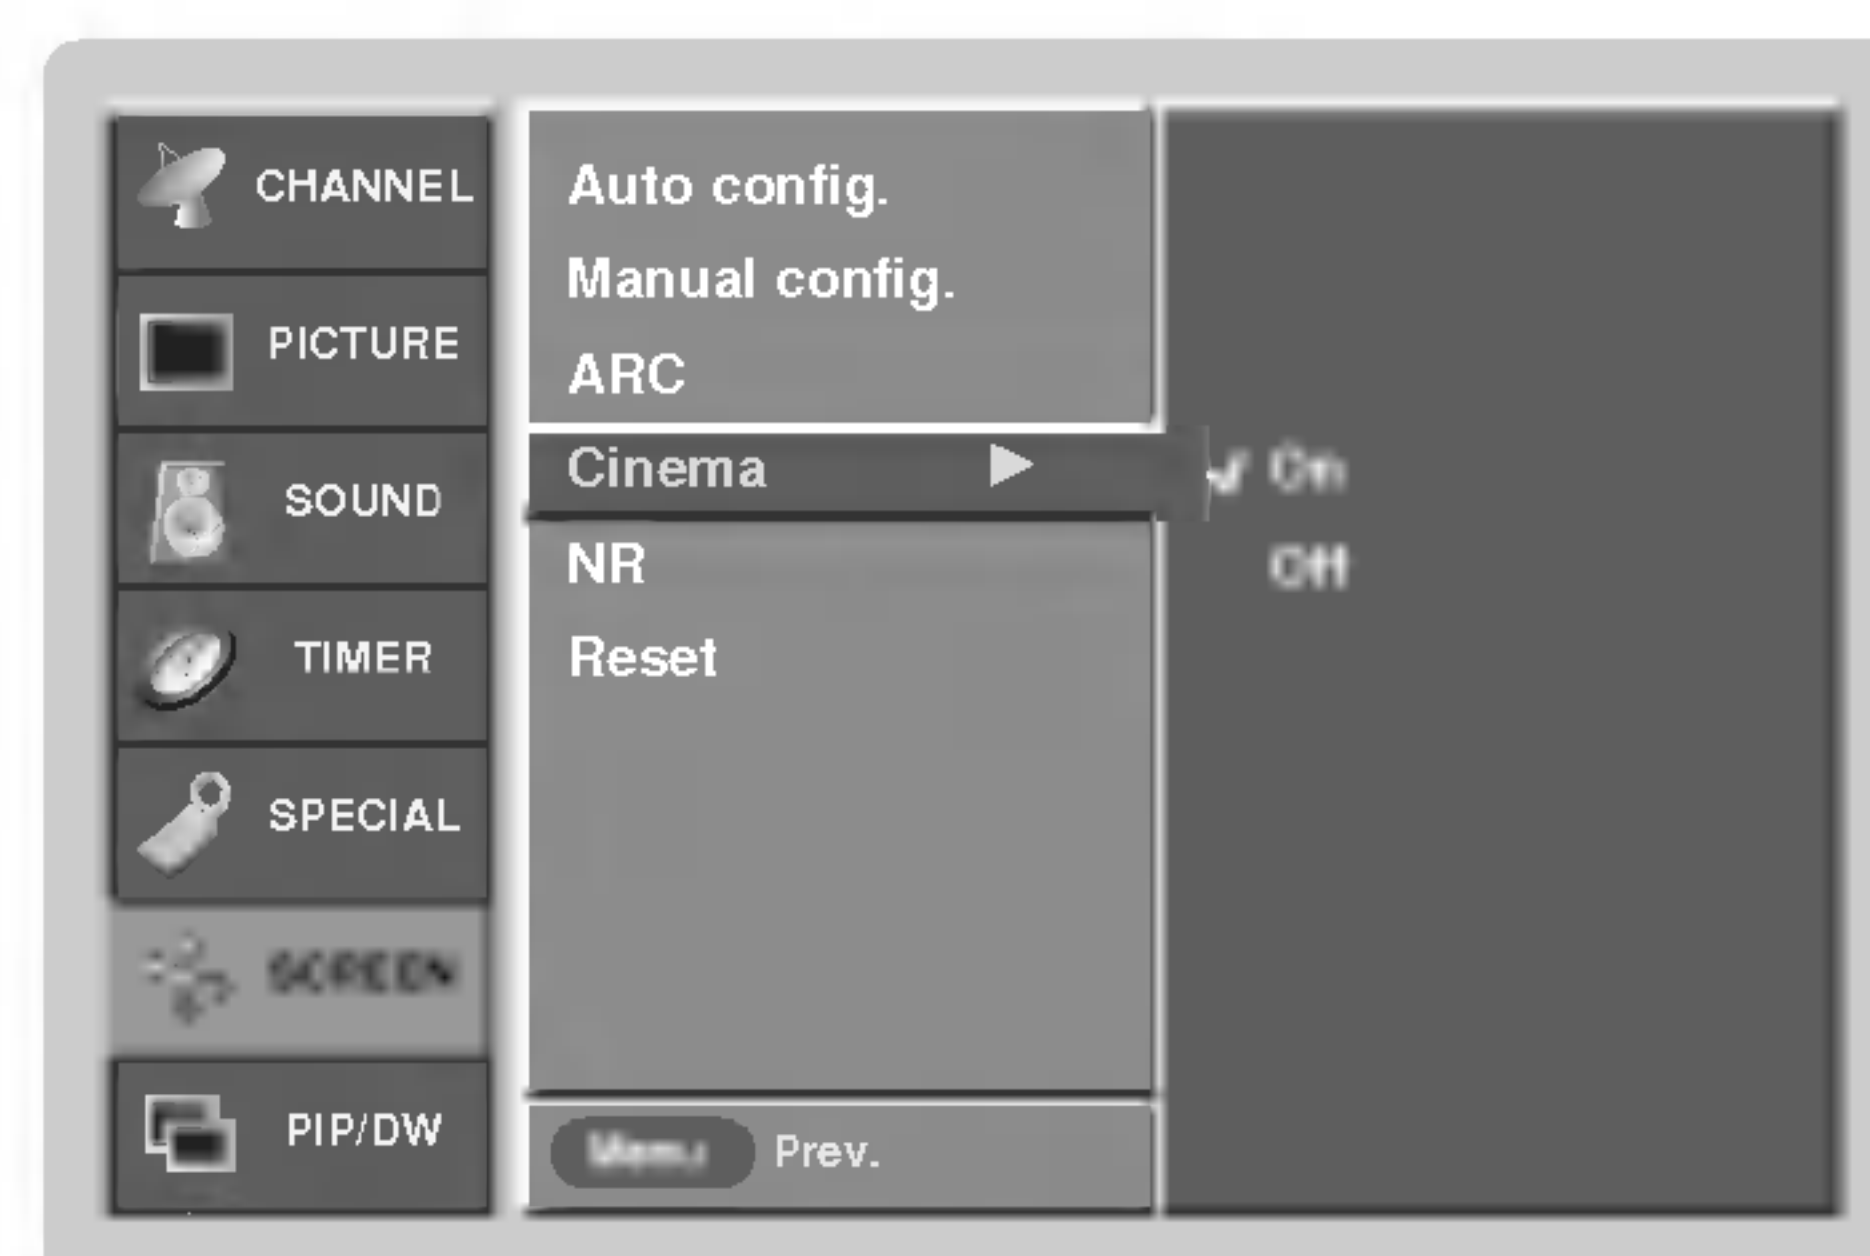 CHANNEL
PICTURE
SOUND
TIMER
SPECIAL
SCREEN
PIP/DW
Auto config.
Manual config.
ARC
Cinema
NR
Reset
Menu Prev.
On
Off